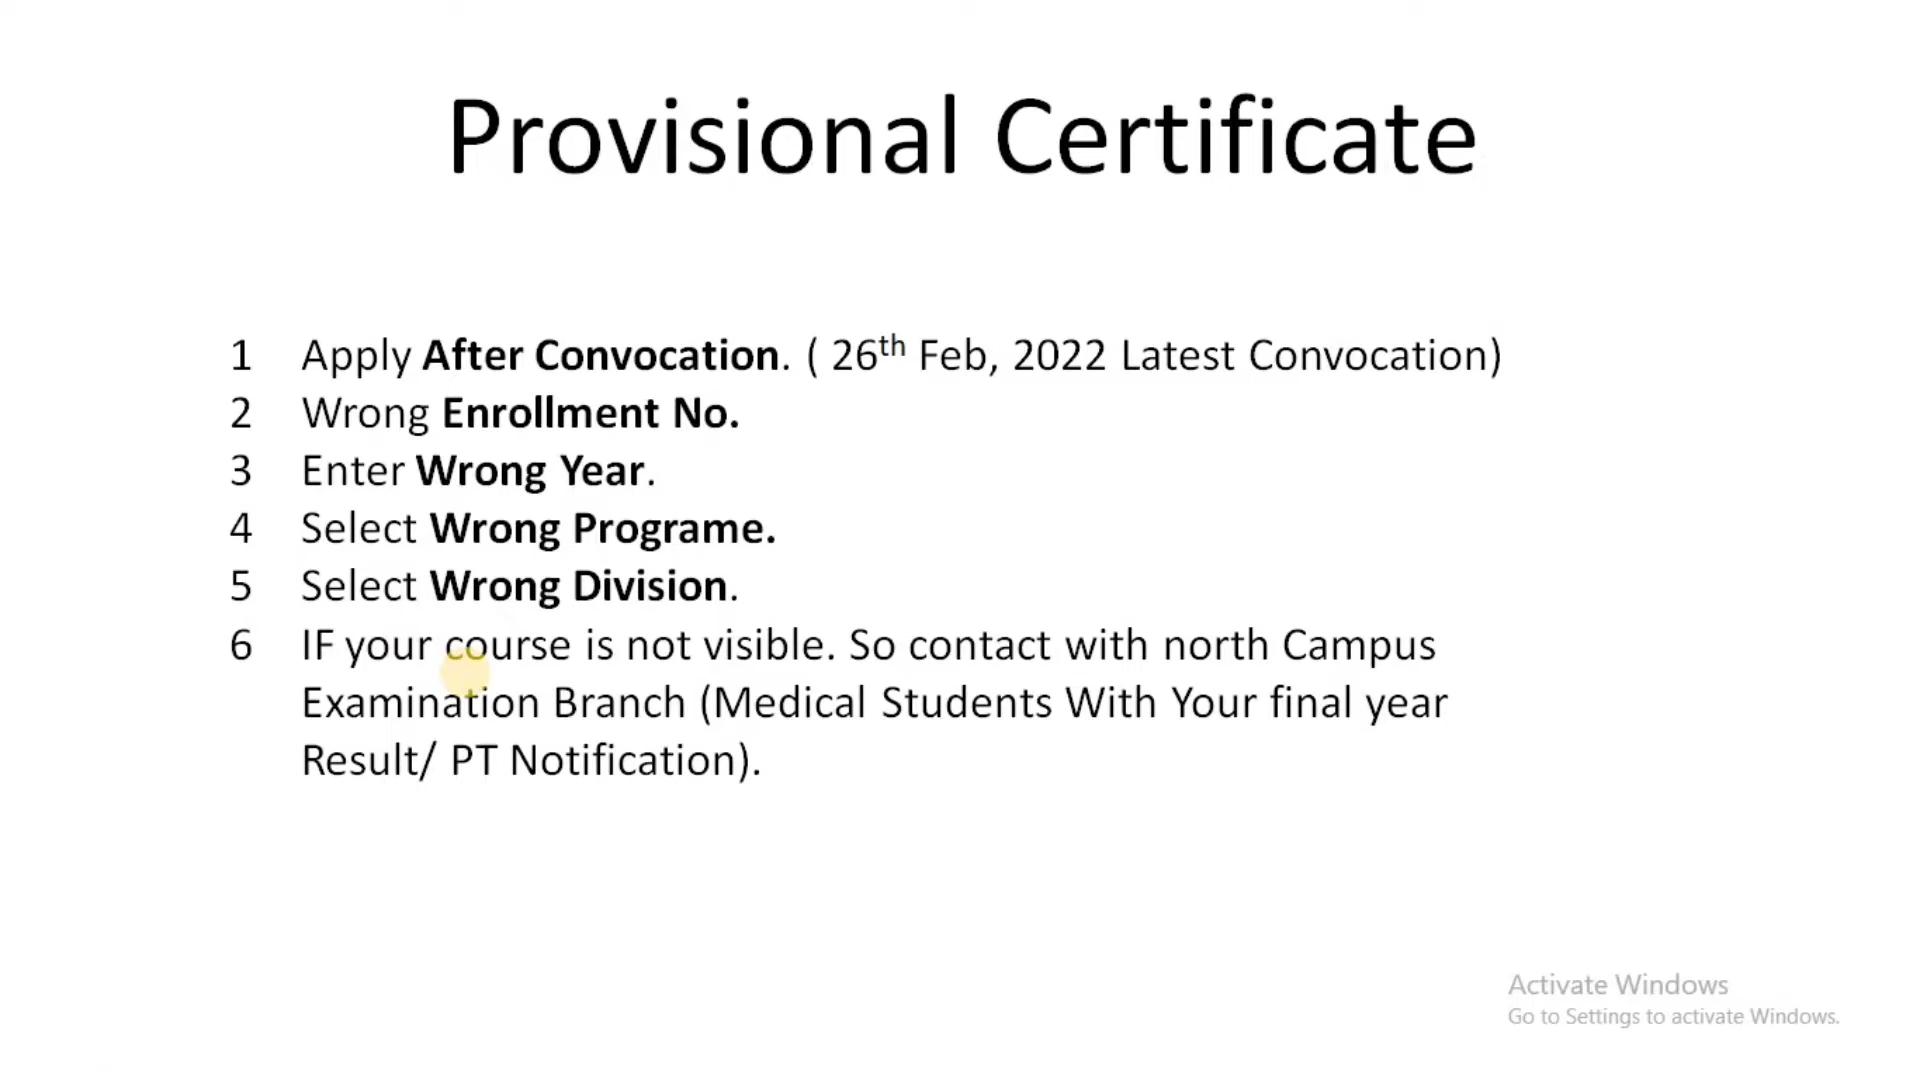 Provisional Certificate
1 Apply After Convocation. ( 26th Feb, 2022 Latest Convocation)
2 Wrong Enrollment No.
3 Enter Wrong Year.
4 Select Wrong Programe.
5 Select Wrong Division.
6 IF your course is not visible. So contact with north Campus
Examination Branch (Medical Students With Your final year
Result/ PT Notification).
Activate Windows
Go to Settings to activate Windows.